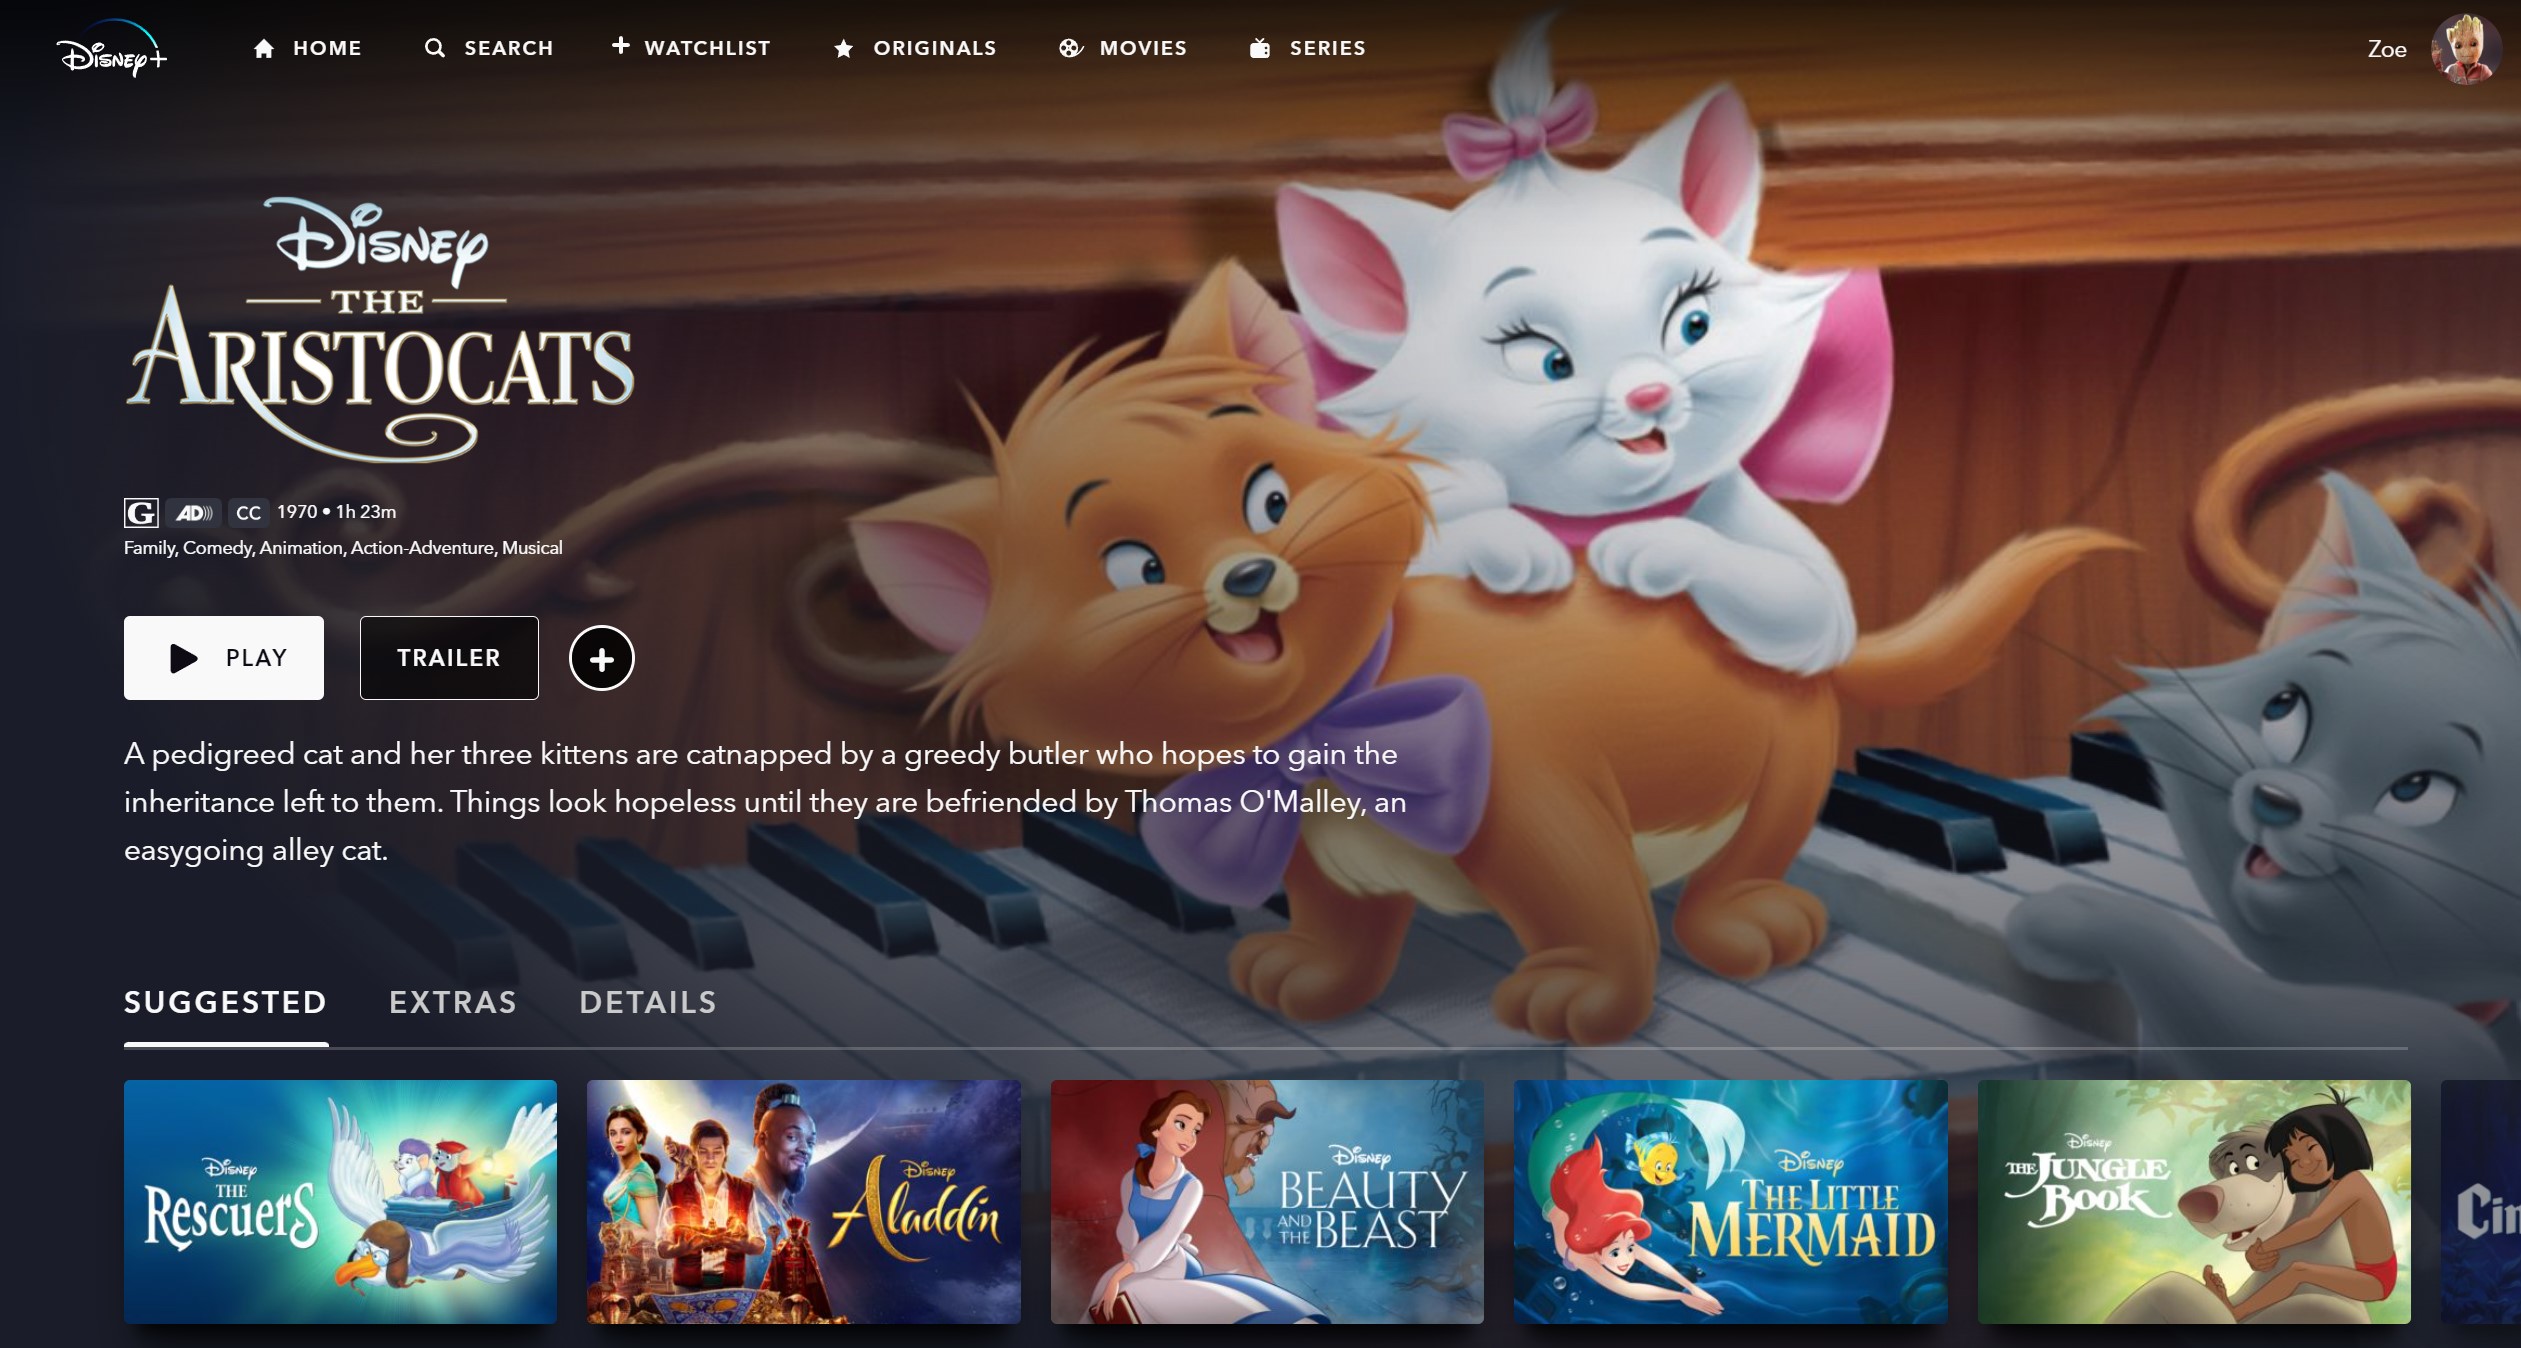 Disney+
HOME
SEARCH
WATCHLIST
ORIGINALS
MOVIES
SERIES
Zoe
Disney
THE
ARISTOCATS
G AD CC 1970 • 1h 23m
Family, Comedy, Animation, Action-Adventure, Musical
PLAY
TRAILER
A pedigreed cat and her three kittens are catnapped by a greedy butler who hopes to gain the
inheritance left to them. Things look hopeless until they are befriended by Thomas O'Malley, an
easygoing alley cat.
SUGGESTED
EXTRAS
DETAILS
Disney
THE
Rescuers
Disney
Aladdin
Disney
BEAUTY
AND THE BEAST
Disney
THE LITTLE
MERMAID
Disney
THE JUNGLE
BOOK
Cin